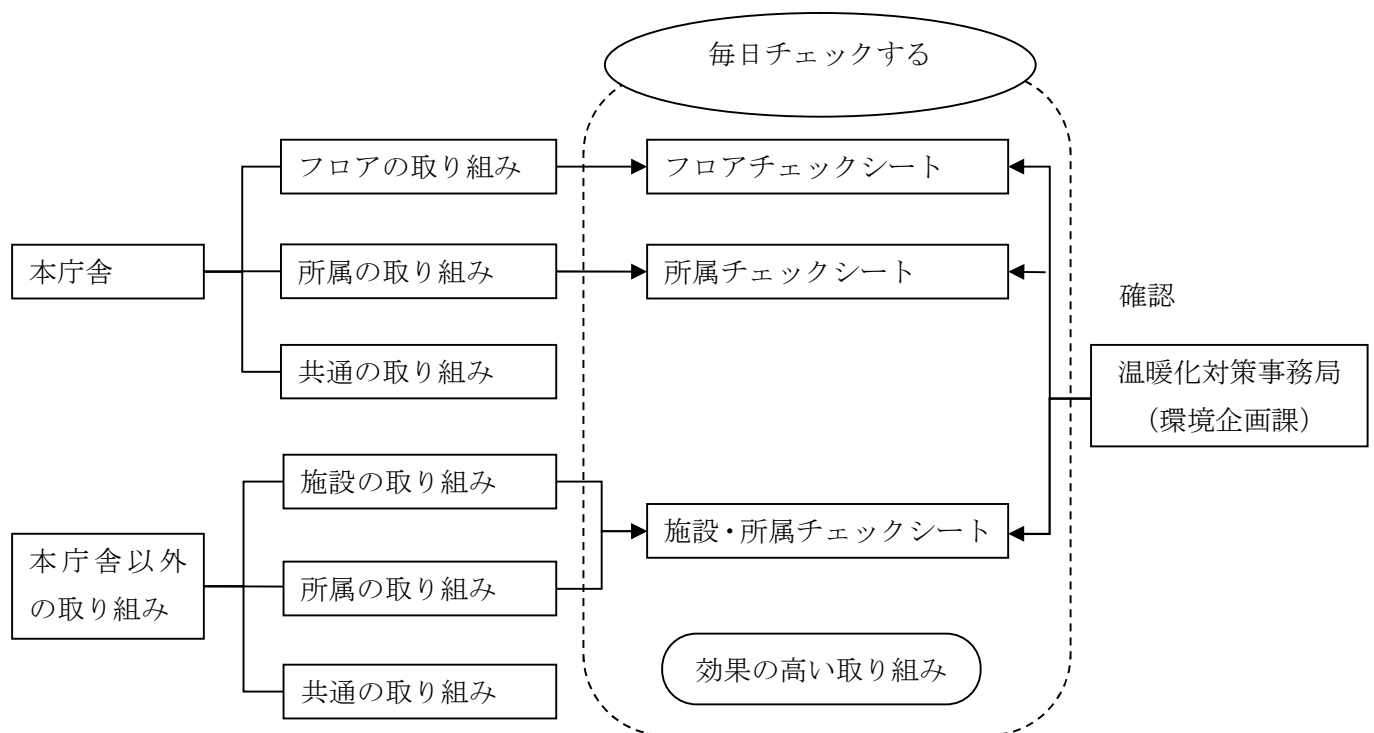 毎日チェックする
フロアの取り組み
フロアチェックシート
本庁舎
所属の取り組み
所属チェックシート
確認
共通の取り組み
温暖化対策事務局
（環境企画課）
施設の取り組み
施設・所属チェックシート
本庁舎以外
の取り組み
所属の取り組み
効果の高い取り組み
共通の取り組み